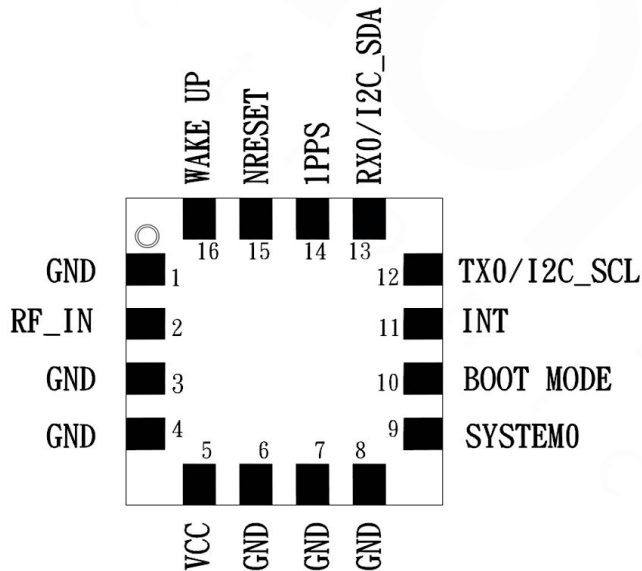 WAKE UP
NRESET
1PPS
RX0/I2C_SDA
16
15
14
13
GND
1
12
TX0/I2C_SCL
RF_IN
2
11
INT
GND
3
10
BOOT MODE
GND
4
9
SYSTEM0
5
6
7
8
VCC
GND
GND
GND